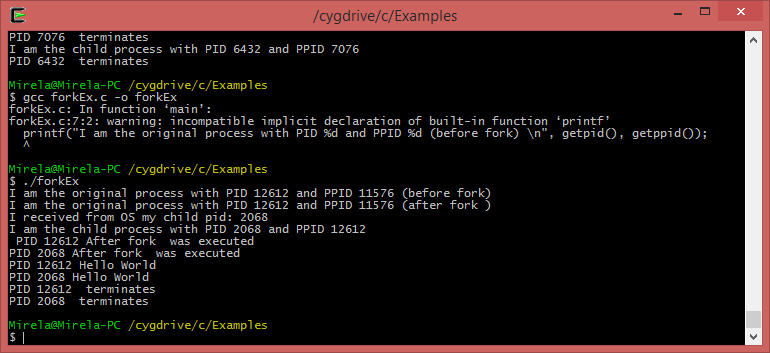 /cygdrive/c/Examples
PID 7076  terminates
I am the child process with PID 6432 and PPID 7076
PID 6432  terminates
Mirela@Mirela-PC /cygdrive/c/Examples
$ gcc forkEx.c -o forkEx
forkEx.c: In function ‘main’:
forkEx.c:7:2: warning: incompatible implicit declaration of built-in function ‘printf’
  printf("I am the original process with PID %d and PPID %d (before fork) \n", getpid(), getppid());
  ^
Mirela@Mirela-PC /cygdrive/c/Examples
$ ./forkEx
I am the original process with PID 12612 and PPID 11576 (before fork)
I am the original process with PID 12612 and PPID 11576 (after fork )
I received from OS my child pid: 2068
I am the child process with PID 2068 and PPID 12612
 PID 12612 After fork  was executed
PID 2068 After fork  was executed
PID 12612 Hello World
PID 2068 Hello World
PID 12612  terminates
PID 2068  terminates
Mirela@Mirela-PC /cygdrive/c/Examples
$